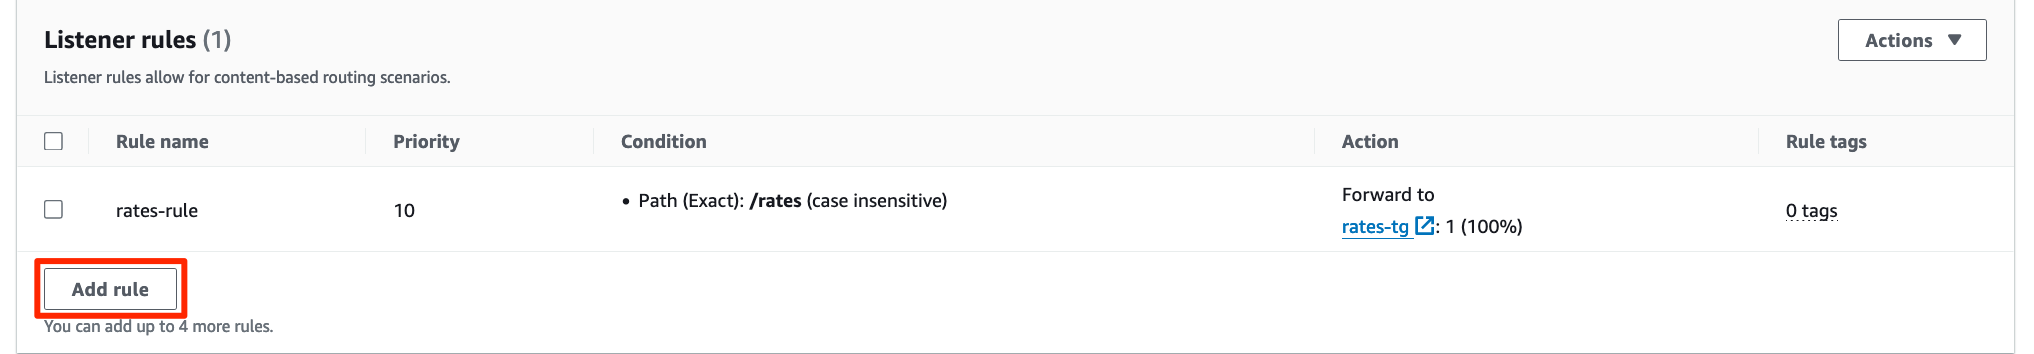 Listener rules (1)
Actions ▼
Listener rules allow for content-based routing scenarios.
Rule name Priority Condition Action Rule tags
rates-rule 10 • Path (Exact): /rates (case insensitive) Forward to
rates-tg : 1 (100%) 0 tags
Add rule
You can add up to 4 more rules.